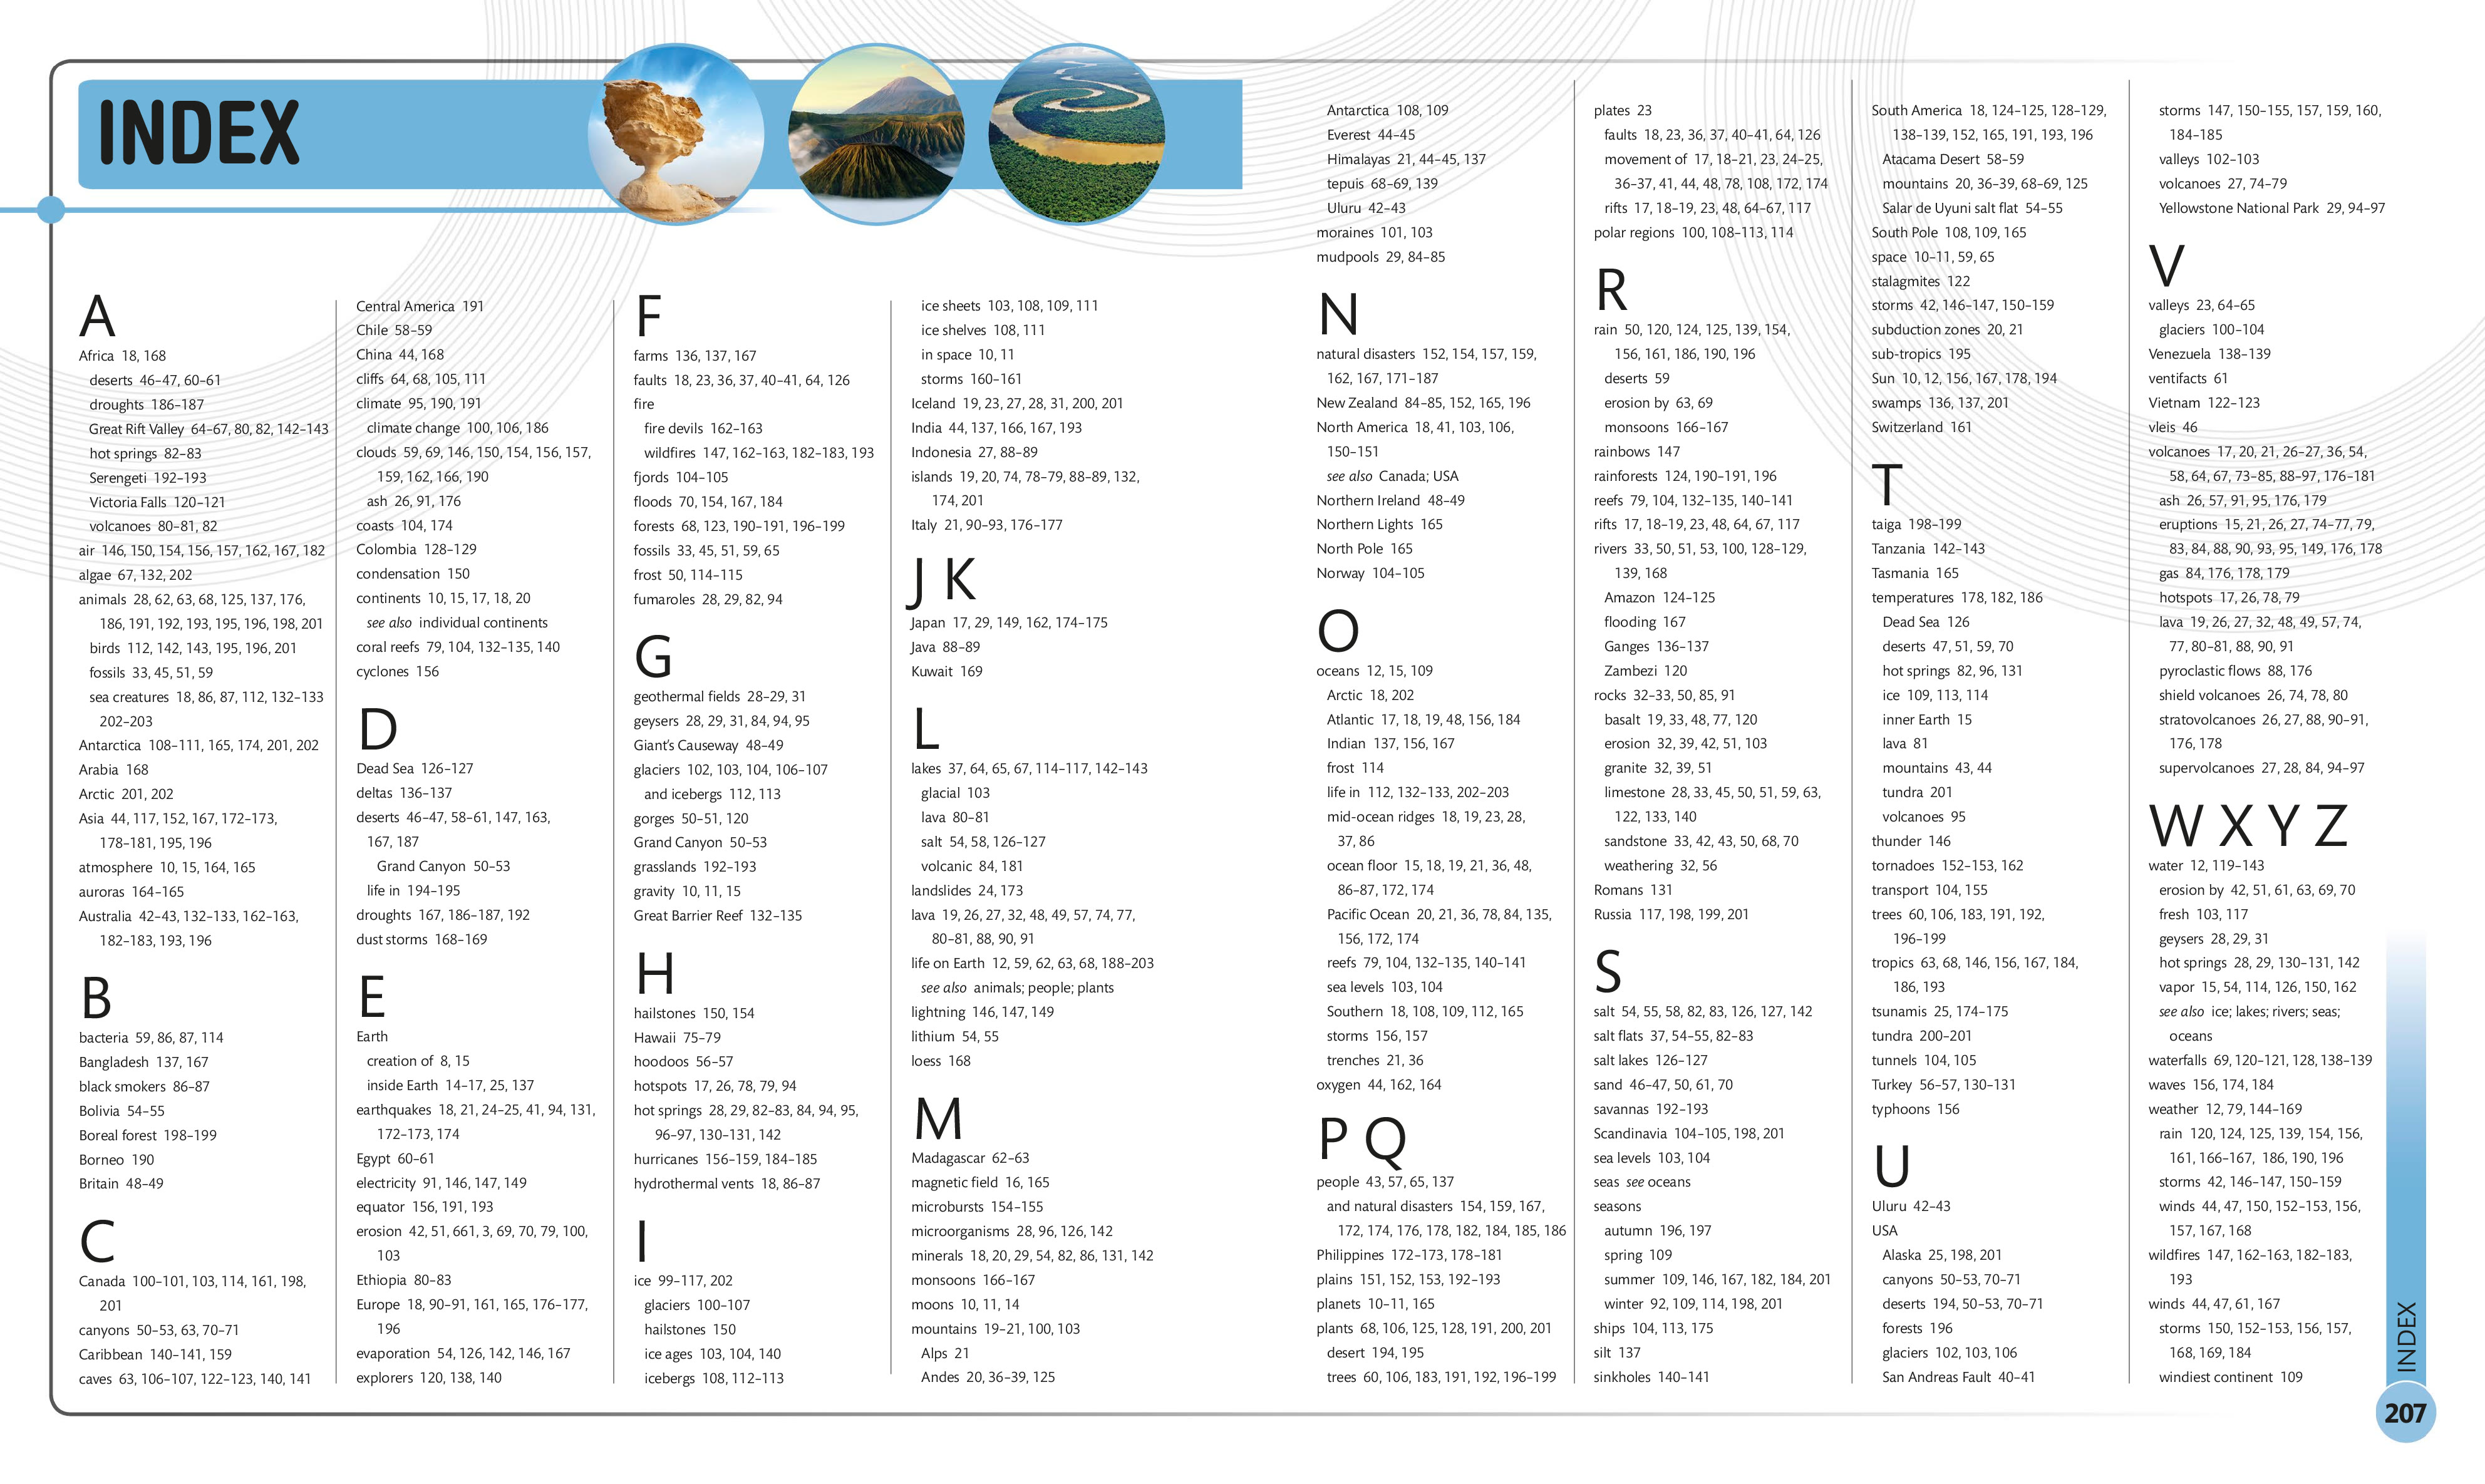 INDEX
A
Africa 18, 168
deserts 46–47, 60–61
droughts 186–187
Great Rift Valley 64–67, 80, 82, 142–143
hot springs 82–83
Serengeti 192–193
Victoria Falls 120–121
volcanoes 80–81, 82
air 146, 150, 154, 156, 157, 162, 167, 182
algae 67, 132, 202
animals 28, 62, 63, 68, 125, 137, 176,
186, 191, 192, 193, 195, 196, 198, 201
birds 112, 142, 143, 195, 196, 201
fossils 33, 45, 51, 59
sea creatures 18, 86, 87, 112, 132–133
202–203
Antarctica 108–111, 165, 174, 201, 202
Arabia 168
Arctic 201, 202
Asia 44, 117, 152, 167, 172–173,
178–181, 195, 196
atmosphere 10, 15, 164, 165
auroras 164–165
Australia 42–43, 132–133, 162–163,
182–183, 193, 196
B
bacteria 59, 86, 87, 114
Bangladesh 137, 167
black smokers 86–87
Bolivia 54–55
Boreal forest 198–199
Borneo 190
Britain 48–49
C
Canada 100–101, 103, 114, 161, 198,
201
canyons 50–53, 63, 70–71
Caribbean 140–141, 159
caves 63, 106–107, 122–123, 140, 141
Central America 191
Chile 58–59
China 44, 168
cliffs 64, 68, 105, 111
climate 95, 190, 191
climate change 100, 106, 186
clouds 59, 69, 146, 150, 154, 156, 157,
159, 162, 166, 190
ash 26, 91, 176
coasts 104, 174
Colombia 128–129
condensation 150
continents 10, 15, 17, 18, 20
see also individual continents
coral reefs 79, 104, 132–135, 140
cyclones 156
D
Dead Sea 126–127
deltas 136–137
deserts 46–47, 58–61, 147, 163,
167, 187
Grand Canyon 50–53
life in 194–195
droughts 167, 186–187, 192
dust storms 168–169
E
Earth
creation of 8, 15
inside Earth 14–17, 25, 137
earthquakes 18, 21, 24–25, 41, 94, 131,
172–173, 174
Egypt 60–61
electricity 91, 146, 147, 149
equator 156, 191, 193
erosion 42, 51, 661, 3, 69, 70, 79, 100,
103
Ethiopia 80–83
Europe 18, 90–91, 161, 165, 176–177,
196
evaporation 54, 126, 142, 146, 167
explorers 120, 138, 140
F
farms 136, 137, 167
faults 18, 23, 36, 37, 40–41, 64, 126
fire
fire devils 162–163
wildfires 147, 162–163, 182–183, 193
fjords 104–105
floods 70, 154, 167, 184
forests 68, 123, 190–191, 196–199
fossils 33, 45, 51, 59, 65
frost 50, 114–115
fumaroles 28, 29, 82, 94
G
geothermal fields 28–29, 31
geysers 28, 29, 31, 84, 94, 95
Giant's Causeway 48–49
glaciers 102, 103, 104, 106–107
and icebergs 112, 113
gorges 50–51, 120
Grand Canyon 50–53
grasslands 192–193
gravity 10, 11, 15
Great Barrier Reef 132–135
H
hailstones 150, 154
Hawaii 75–79
hoodoos 56–57
hotspots 17, 26, 78, 79, 94
hot springs 28, 29, 82–83, 84, 94, 95,
96–97, 130–131, 142
hurricanes 156–159, 184–185
hydrothermal vents 18, 86–87
I
ice 99–117, 202
glaciers 100–107
hailstones 150
ice ages 103, 104, 140
icebergs 108, 112–113
ice sheets 103, 108, 109, 111
ice shelves 108, 111
in space 10, 11
storms 160–161
Iceland 19, 23, 27, 28, 31, 200, 201
India 44, 137, 166, 167, 193
Indonesia 27, 88–89
islands 19, 20, 74, 78–79, 88–89, 132,
174, 201
Italy 21, 90–93, 176–177
J K
Japan 17, 29, 149, 162, 174–175
Java 88–89
Kuwait 169
L
lakes 37, 64, 65, 67, 114–117, 142–143
glacial 103
lava 80–81
salt 54, 58, 126–127
volcanic 84, 181
landslides 24, 173
lava 19, 26, 27, 32, 48, 49, 57, 74, 77,
80–81, 88, 90, 91
life on Earth 12, 59, 62, 63, 68, 188–203
see also animals; people; plants
lightning 146, 147, 149
lithium 54, 55
loess 168
M
Madagascar 62–63
magnetic field 16, 165
microbursts 154–155
microorganisms 28, 96, 126, 142
minerals 18, 20, 29, 54, 82, 86, 131, 142
monsoons 166–167
moons 10, 11, 14
mountains 19–21, 100, 103
Alps 21
Andes 20, 36–39, 125
Antarctica 108, 109
Everest 44–45
Himalayas 21, 44–45, 137
tepuis 68–69, 139
Uluru 42–43
moraines 101, 103
mudpools 29, 84–85
N
natural disasters 152, 154, 157, 159,
162, 167, 171–187
New Zealand 84–85, 152, 165, 196
North America 18, 41, 103, 106,
150–151
see also Canada; USA
Northern Ireland 48–49
Northern Lights 165
North Pole 165
Norway 104–105
O
oceans 12, 15, 109
Arctic 18, 202
Atlantic 17, 18, 19, 48, 156, 184
Indian 137, 156, 167
frost 114
life in 112, 132–133, 202–203
mid-ocean ridges 18, 19, 23, 28,
37, 86
ocean floor 15, 18, 19, 21, 36, 48,
86–87, 172, 174
Pacific Ocean 20, 21, 36, 78, 84, 135,
156, 172, 174
reefs 79, 104, 132–135, 140–141
sea levels 103, 104
Southern 18, 108, 109, 112, 165
storms 156, 157
trenches 21, 36
oxygen 44, 162, 164
P Q
people 43, 57, 65, 137
and natural disasters 154, 159, 167,
172, 174, 176, 178, 182, 184, 185, 186
Philippines 172–173, 178–181
plains 151, 152, 153, 192–193
planets 10–11, 165
plants 68, 106, 125, 128, 191, 200, 201
desert 194, 195
trees 60, 106, 183, 191, 192, 196–199
plates 23
faults 18, 23, 36, 37, 40–41, 64, 126
movement of 17, 18–21, 23, 24–25,
36–37, 41, 44, 48, 78, 108, 172, 174
rifts 17, 18–19, 23, 48, 64–67, 117
polar regions 100, 108–113, 114
R
rain 50, 120, 124, 125, 139, 154,
156, 161, 186, 190, 196
deserts 59
erosion by 63, 69
monsoons 166–167
rainbows 147
rainforests 124, 190–191, 196
reefs 79, 104, 132–135, 140–141
rifts 17, 18–19, 23, 48, 64, 67, 117
rivers 33, 50, 51, 53, 100, 128–129,
139, 168
Amazon 124–125
flooding 167
Ganges 136–137
Zambezi 120
rocks 32–33, 50, 85, 91
basalt 19, 33, 48, 77, 120
erosion 32, 39, 42, 51, 103
granite 32, 39, 51
limestone 28, 33, 45, 50, 51, 59, 63,
122, 133, 140
sandstone 33, 42, 43, 50, 68, 70
weathering 32, 56
Romans 131
Russia 117, 198, 199, 201
S
salt 54, 55, 58, 82, 83, 126, 127, 142
salt flats 37, 54–55, 82–83
salt lakes 126–127
sand 46–47, 50, 61, 70
savannas 192–193
Scandinavia 104–105, 198, 201
sea levels 103, 104
seas see oceans
seasons
autumn 196, 197
spring 109
summer 109, 146, 167, 182, 184, 201
winter 92, 109, 114, 198, 201
ships 104, 113, 175
silt 137
sinkholes 140–141
South America 18, 124–125, 128–129,
138–139, 152, 165, 191, 193, 196
Atacama Desert 58–59
mountains 20, 36–39, 68–69, 125
Salar de Uyuni salt flat 54–55
South Pole 108, 109, 165
space 10–11, 59, 65
stalagmites 122
storms 42, 146–147, 150–159
subduction zones 20, 21
sub-tropics 195
Sun 10, 12, 156, 167, 178, 194
swamps 136, 137, 201
Switzerland 161
T
taiga 198–199
Tanzania 142–143
Tasmania 165
temperatures 178, 182, 186
Dead Sea 126
deserts 47, 51, 59, 70
hot springs 82, 96, 131
ice 109, 113, 114
inner Earth 15
lava 81
mountains 43, 44
tundra 201
volcanoes 95
thunder 146
tornadoes 152–153, 162
transport 104, 155
trees 60, 106, 183, 191, 192,
196–199
tropics 63, 68, 146, 156, 167, 184,
186, 193
tsunamis 25, 174–175
tundra 200–201
tunnels 104, 105
Turkey 56–57, 130–131
typhoons 156
U
Uluru 42–43
USA
Alaska 25, 198, 201
canyons 50–53, 70–71
deserts 194, 50–53, 70–71
forests 196
glaciers 102, 103, 106
San Andreas Fault 40–41
storms 147, 150–155, 157, 159, 160,
184–185
valleys 102–103
volcanoes 27, 74–79
Yellowstone National Park 29, 94–97
V
valleys 23, 64–65
glaciers 100–104
Venezuela 138–139
ventifacts 61
Vietnam 122–123
vleis 46
volcanoes 17, 20, 21, 26–27, 36, 54,
58, 64, 67, 73–85, 88–97, 176–181
ash 26, 57, 91, 95, 176, 179
eruptions 15, 21, 26, 27, 74–77, 79,
83, 84, 88, 90, 93, 95, 149, 176, 178
gas 84, 176, 178, 179
hotspots 17, 26, 78, 79
lava 19, 26, 27, 32, 48, 49, 57, 74,
77, 80–81, 88, 90, 91
pyroclastic flows 88, 176
shield volcanoes 26, 74, 78, 80
stratovolcanoes 26, 27, 88, 90–91,
176, 178
supervolcanoes 27, 28, 84, 94–97
W X Y Z
water 12, 119–143
erosion by 42, 51, 61, 63, 69, 70
fresh 103, 117
geysers 28, 29, 31
hot springs 28, 29, 130–131, 142
vapor 15, 54, 114, 126, 150, 162
see also ice; lakes; rivers; seas;
oceans
waterfalls 69, 120–121, 128, 138–139
waves 156, 174, 184
weather 12, 79, 144–169
rain 120, 124, 125, 139, 154, 156,
161, 166–167, 186, 190, 196
storms 42, 146–147, 150–159
winds 44, 47, 150, 152–153, 156,
157, 167, 168
wildfires 147, 162–163, 182–183,
193
winds 44, 47, 61, 167
storms 150, 152–153, 156, 157,
168, 169, 184
windiest continent 109
INDEX
207